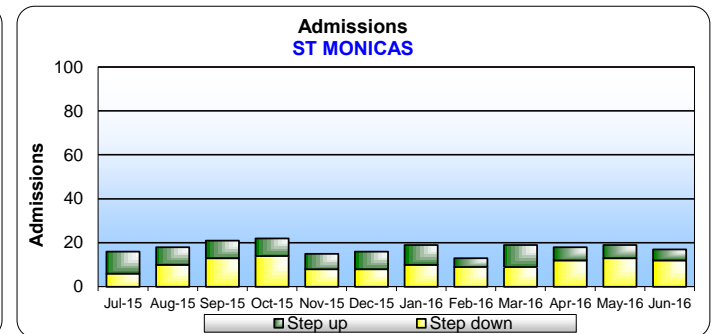 Admissions
ST MONICAS
100
80
60
40
20
0
Admissions
Jul-15 Aug-15 Sep-15 Oct-15 Nov-15 Dec-15 Jan-16 Feb-16 Mar-16 Apr-16 May-16 Jun-16
Step up Step down